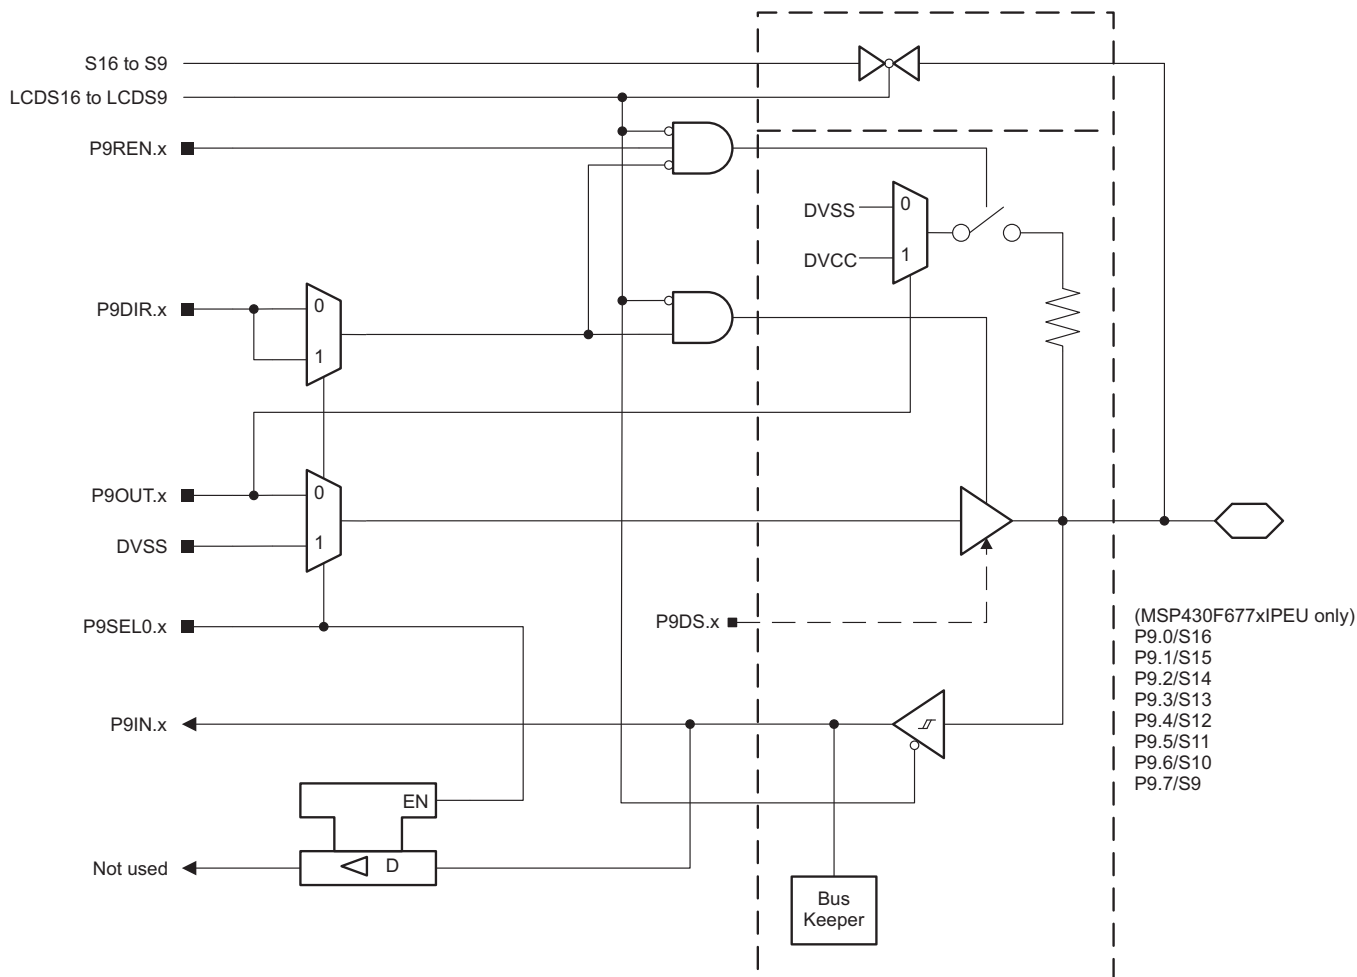 S16 to S9
LCDS16 to LCDS9
P9REN.x
DVSS
0
DVCC
1
P9DIR.x
0
1
P9OUT.x
0
DVSS
1
P9SEL0.x
P9DS.x
(MSP430F677xIPEU only)
P9.0/S16
P9.1/S15
P9.2/S14
P9.3/S13
P9.4/S12
P9.5/S11
P9.6/S10
P9.7/S9
P9IN.x
EN
Not used
D
Bus
Keeper